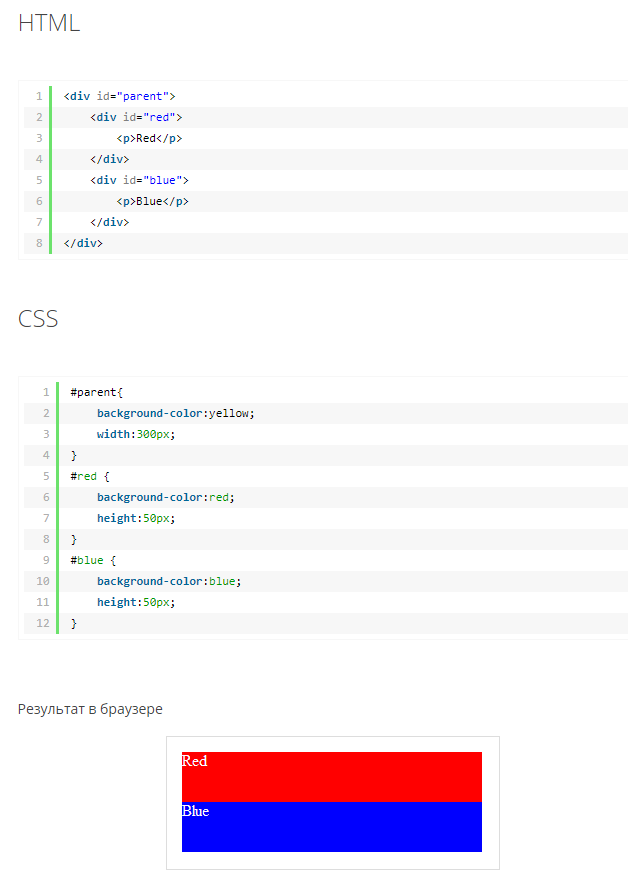 HTML
1 <div id="parent">
2     <div id="red">
3         <p>Red</p>
4     </div>
5     <div id="blue">
6         <p>Blue</p>
7     </div>
8 </div>
CSS
1 #parent{
2     background-color:yellow;
3     width:300px;
4 }
5 #red {
6     background-color:red;
7     height:50px;
8 }
9 #blue {
10     background-color:blue;
11     height:50px;
12 }
Результат в браузере
Red
Blue